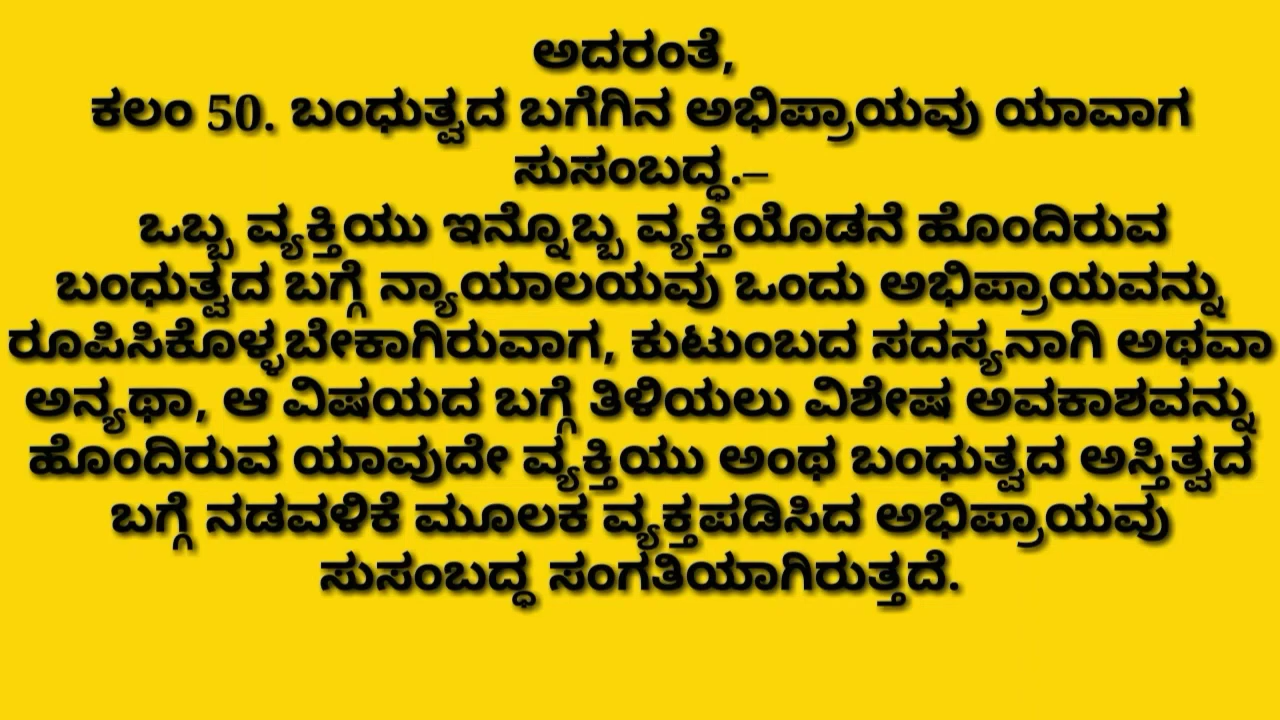 ಅದರಂತೆ,
ಕಲಂ 50. ಬಂಧುತ್ವದ ಬಗೆಗಿನ ಅಭಿಪ್ರಾಯವು ಯಾವಾಗ
ಸುಸಂಬದ್ಧ.–
ಒಬ್ಬ ವ್ಯಕ್ತಿಯು ಇನ್ನೊಬ್ಬ ವ್ಯಕ್ತಿಯೊಡನೆ ಹೊಂದಿರುವ
ಬಂಧುತ್ವದ ಬಗ್ಗೆ ನ್ಯಾಯಾಲಯವು ಒಂದು ಅಭಿಪ್ರಾಯವನ್ನು
ರೂಪಿಸಿಕೊಳ್ಳಬೇಕಾಗಿರುವಾಗ, ಕುಟುಂಬದ ಸದಸ್ಯನಾಗಿ ಅಥವಾ
ಅನ್ಯಥಾ, ಆ ವಿಷಯದ ಬಗ್ಗೆ ತಿಳಿಯಲು ವಿಶೇಷ ಅವಕಾಶವನ್ನು
ಹೊಂದಿರುವ ಯಾವುದೇ ವ್ಯಕ್ತಿಯು ಅಂಥ ಬಂಧುತ್ವದ ಅಸ್ತಿತ್ವದ
ಬಗ್ಗೆ ನಡವಳಿಕೆ ಮೂಲಕ ವ್ಯಕ್ತಪಡಿಸಿದ ಅಭಿಪ್ರಾಯವು
ಸುಸಂಬದ್ಧ ಸಂಗತಿಯಾಗಿರುತ್ತದೆ.